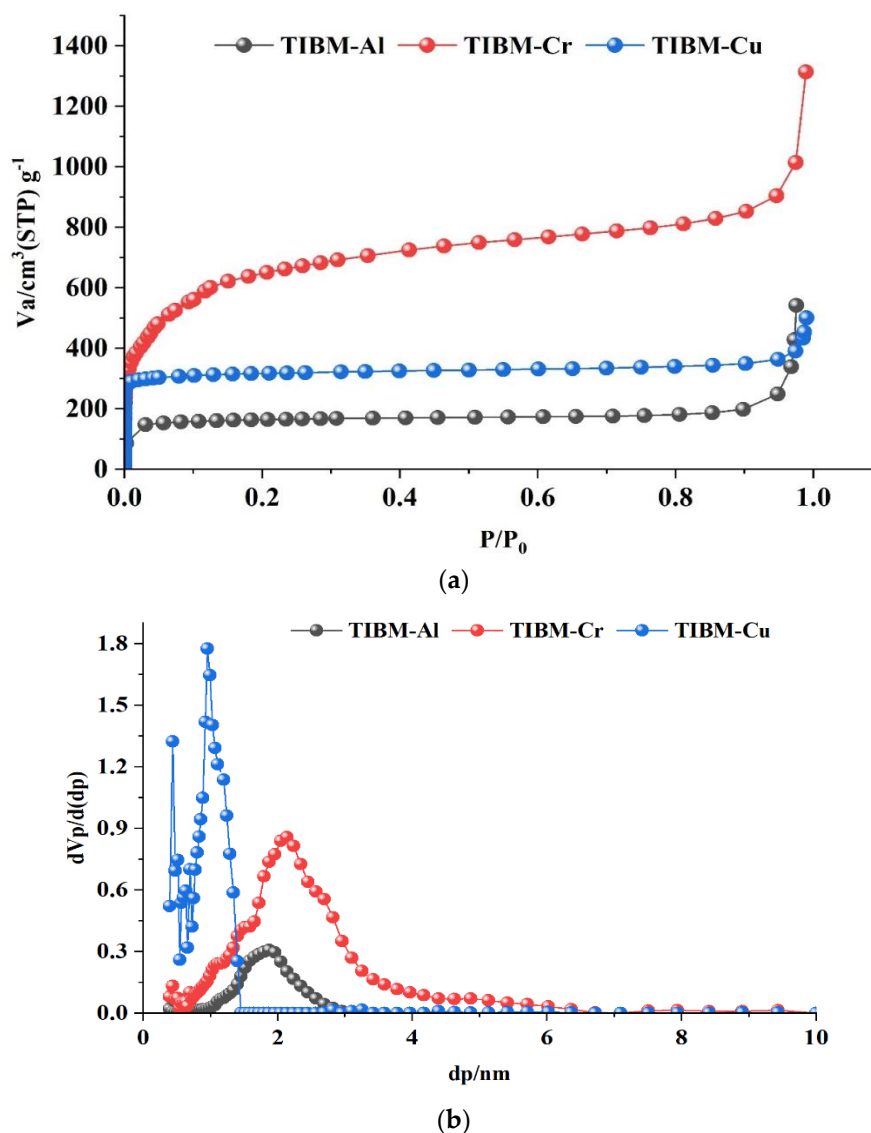 TIBM-Al TIBM-Cr TIBM-Cu
1400
1200
1000
800
600
400
200
0
Va/cm³(STP) g⁻¹
0.0 0.2 0.4 0.6 0.8 1.0
P/P₀
(a)
TIBM-Al TIBM-Cr TIBM-Cu
1.8
1.5
1.2
0.9
0.6
0.3
0.0
dVp/d(dp)
0 2 4 6 8 10
dp/nm
(b)